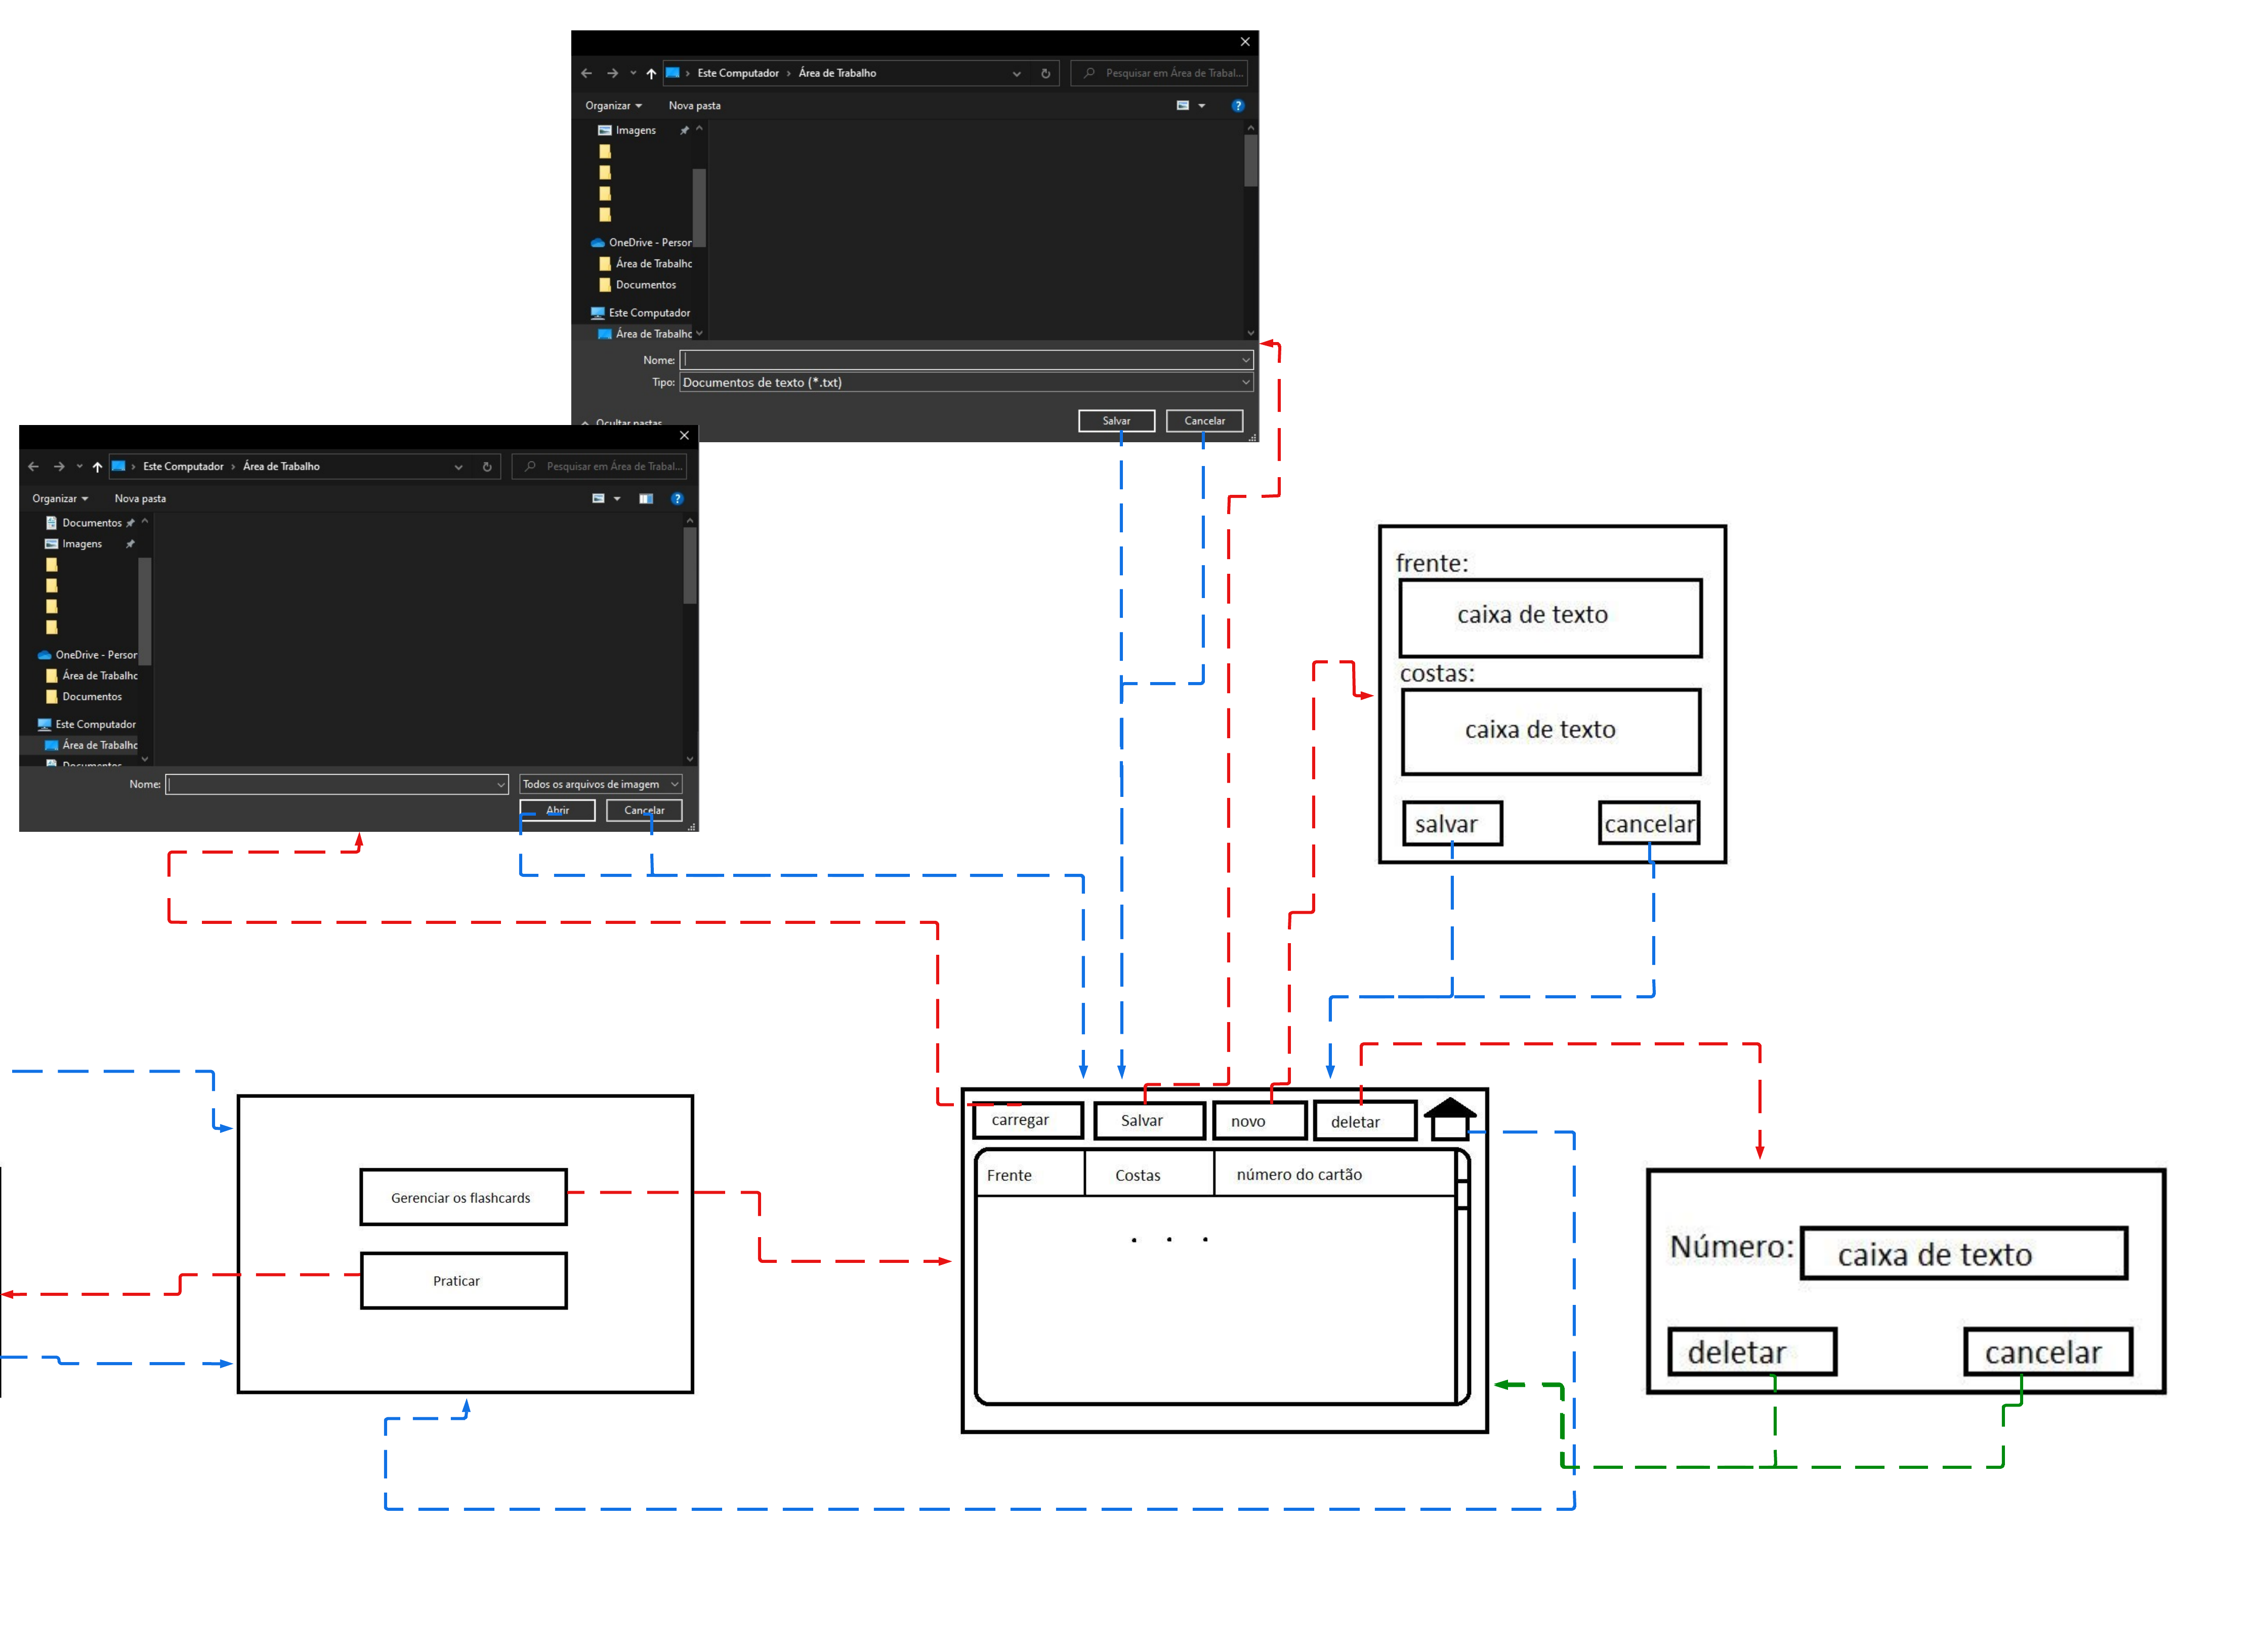 Este Computador › Área de Trabalho
Pesquisar em Área de Trabal...
Organizar
Nova pasta
Imagens
OneDrive - Persor
Área de Trabalhc
Documentos
Este Computador
Área de Trabalhc
Nome:
Tipo: Documentos de texto (*.txt)
Ocultar pastas
Salvar
Cancelar
Este Computador › Área de Trabalho
Pesquisar em Área de Trabal...
Organizar
Nova pasta
Documentos
Imagens
OneDrive - Persor
Área de Trabalhc
Documentos
Este Computador
Área de Trabalhc
Documentos
Nome:
Todos os arquivos de imagem
Abrir
Cancelar
frente:
caixa de texto
costas:
caixa de texto
salvar
cancelar
Gerenciar os flashcards
Praticar
carregar
Salvar
novo
deletar
Frente
Costas
número do cartão
. . .
Número:
caixa de texto
deletar
cancelar